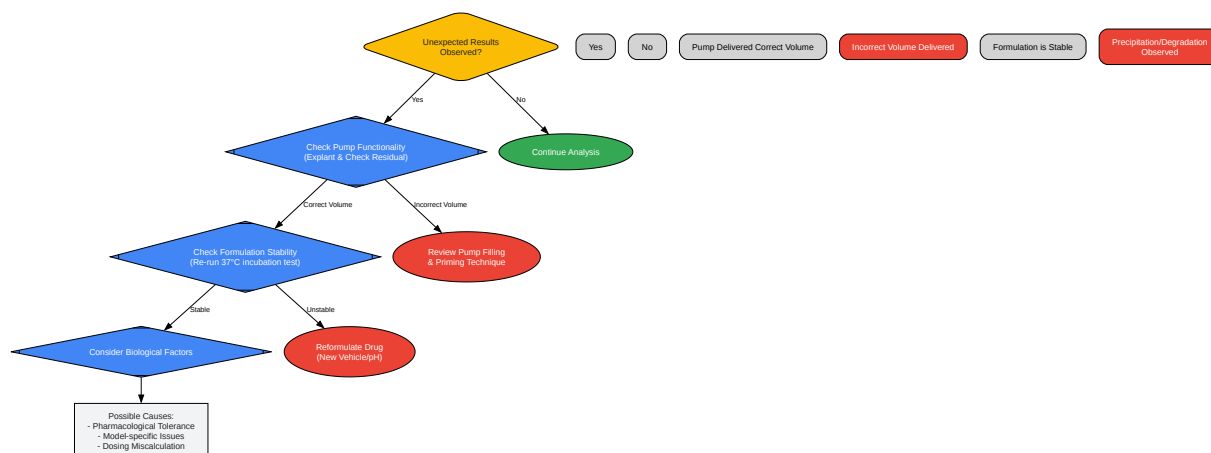 Unexpected Results
Observed?
Yes
No
Pump Delivered Correct Volume
Incorrect Volume Delivered
Formulation is Stable
Precipitation/Degradation
Observed
Yes
No
Check Pump Functionality
(Explant & Check Residual)
Continue Analysis
Correct Volume
Incorrect Volume
Check Formulation Stability
(Re-run 37°C incubation test)
Review Pump Filling
& Priming Technique
Stable
Unstable
Consider Biological Factors
Reformulate Drug
(New Vehicle/pH)
Possible Causes:
- Pharmacological Tolerance
- Model-specific Issues
- Dosing Miscalculation